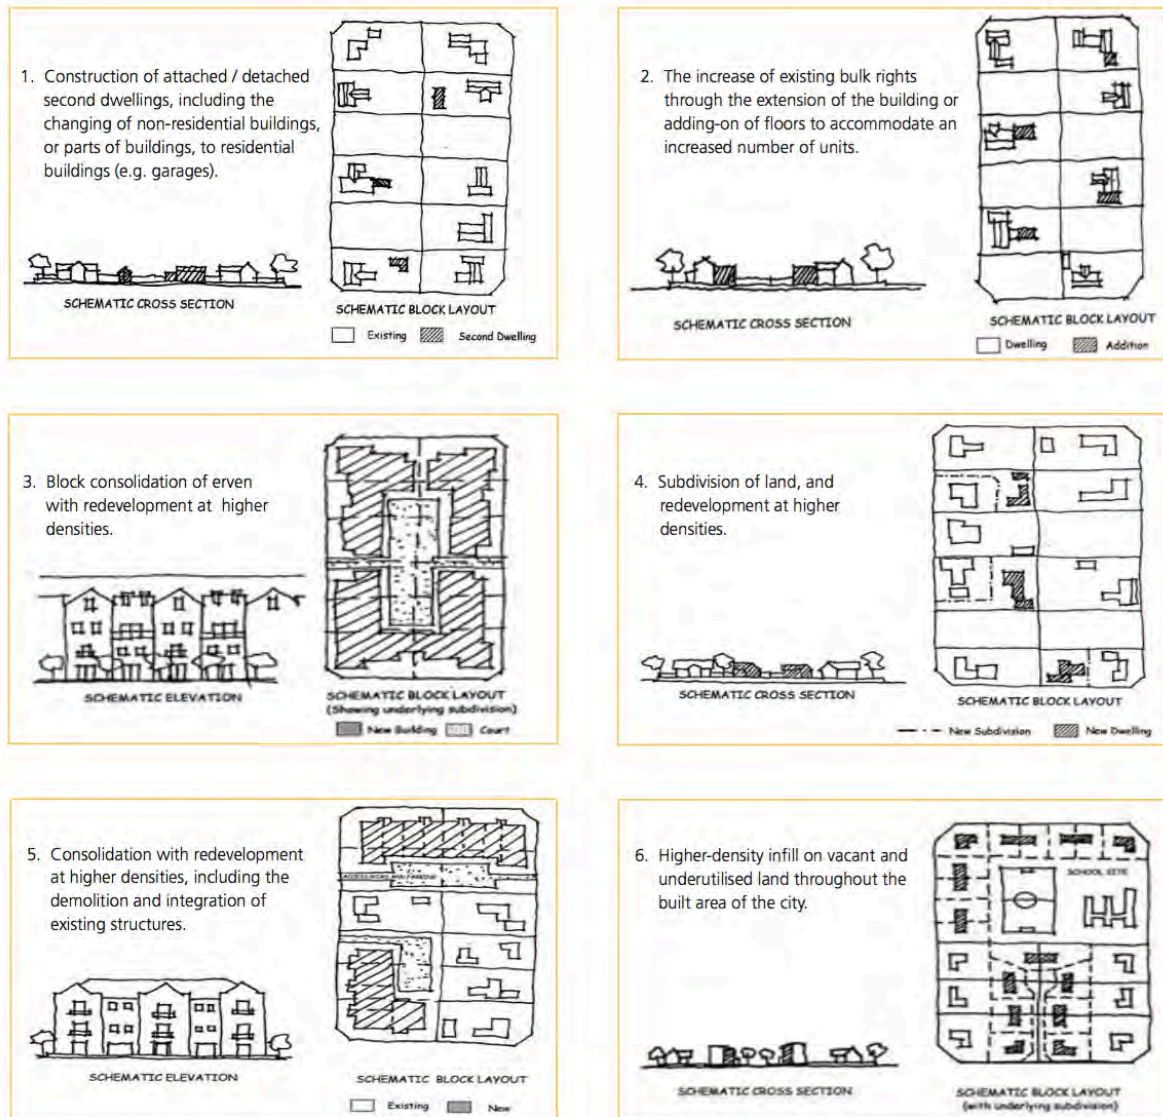 1. Construction of attached / detached
second dwellings, including the
changing of non-residential buildings,
or parts of buildings, to residential
buildings (e.g. garages).
SCHEMATIC CROSS SECTION
SCHEMATIC BLOCK LAYOUT
Existing Second Dwelling
2. The increase of existing bulk rights
through the extension of the building or
adding-on of floors to accommodate an
increased number of units.
SCHEMATIC CROSS SECTION
SCHEMATIC BLOCK LAYOUT
Dwelling Addition
3. Block consolidation of erven
with redevelopment at higher
densities.
SCHEMATIC ELEVATION
SCHEMATIC BLOCK LAYOUT
(Showing underlying subdivision)
New Building Court
4. Subdivision of land, and
redevelopment at higher
densities.
SCHEMATIC CROSS SECTION
SCHEMATIC BLOCK LAYOUT
New Subdivision New Dwelling
5. Consolidation with redevelopment
at higher densities, including the
demolition and integration of
existing structures.
ACCESS ROAD AND PARKING
SCHEMATIC ELEVATION
SCHEMATIC BLOCK LAYOUT
Existing New
6. Higher-density infill on vacant and
underutilised land throughout the
built area of the city.
SCHOOL SITE
SCHEMATIC CROSS SECTION
SCHEMATIC BLOCK LAYOUT
(with underlying subdivision)